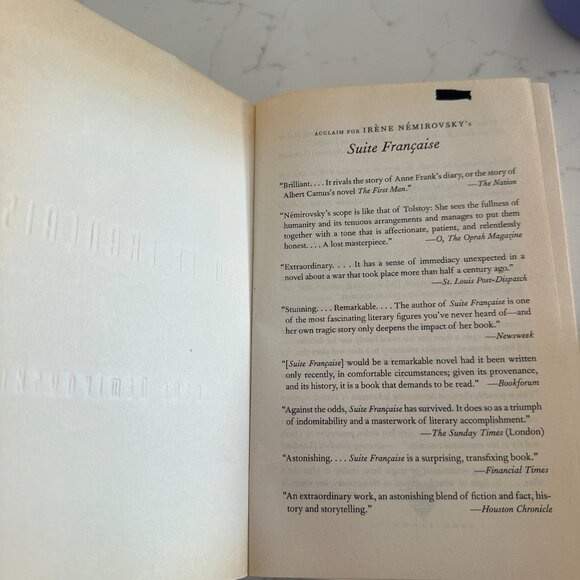 ACCLAIM FOR IRÈNE NÉMIROVSKY'S
Suite Française
"Brilliant. . . . It rivals the story of Anne Frank's diary, or the story of
Albert Camus's novel The First Man." —The Nation
"Némirovsky's scope is like that of Tolstoy: She sees the fullness of
humanity and its tenuous arrangements and manages to put them
together with a tone that is affectionate, patient, and relentlessly
honest. . . . A lost masterpiece." —O, The Oprah Magazine
"Extraordinary. . . . It has a sense of immediacy unexpected in a
novel about a war that took place more than half a century ago."
—St. Louis Post-Dispatch
"Stunning. . . . Remarkable. . . . The author of Suite Française is one
of the most fascinating literary figures you've never heard of—and
her own tragic story only deepens the impact of her book."
—Newsweek
"[Suite Française] would be a remarkable novel had it been written
only recently, in comfortable circumstances; given its provenance,
and its history, it is a book that demands to be read." —Bookforum
"Against the odds, Suite Française has survived. It does so as a triumph
of indomitability and a masterwork of literary accomplishment."
—The Sunday Times (London)
"Astonishing. . . . Suite Française is a surprising, transfixing book."
—Financial Times
"An extraordinary work, an astonishing blend of fiction and fact, his-
tory and storytelling." —Houston Chronicle